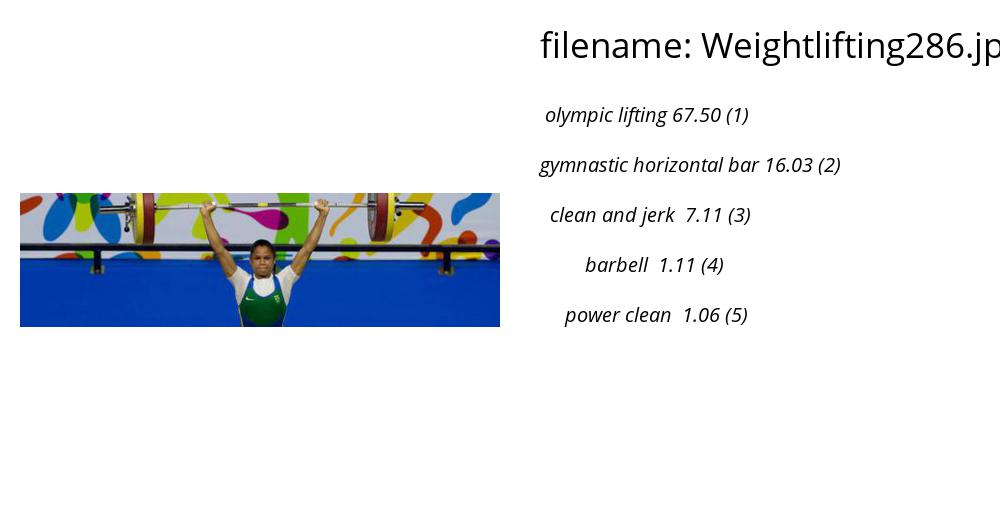 filename: Weightlifting286.jp
olympic lifting 67.50 (1)
gymnastic horizontal bar 16.03 (2)
clean and jerk 7.11 (3)
barbell 1.11 (4)
power clean 1.06 (5)